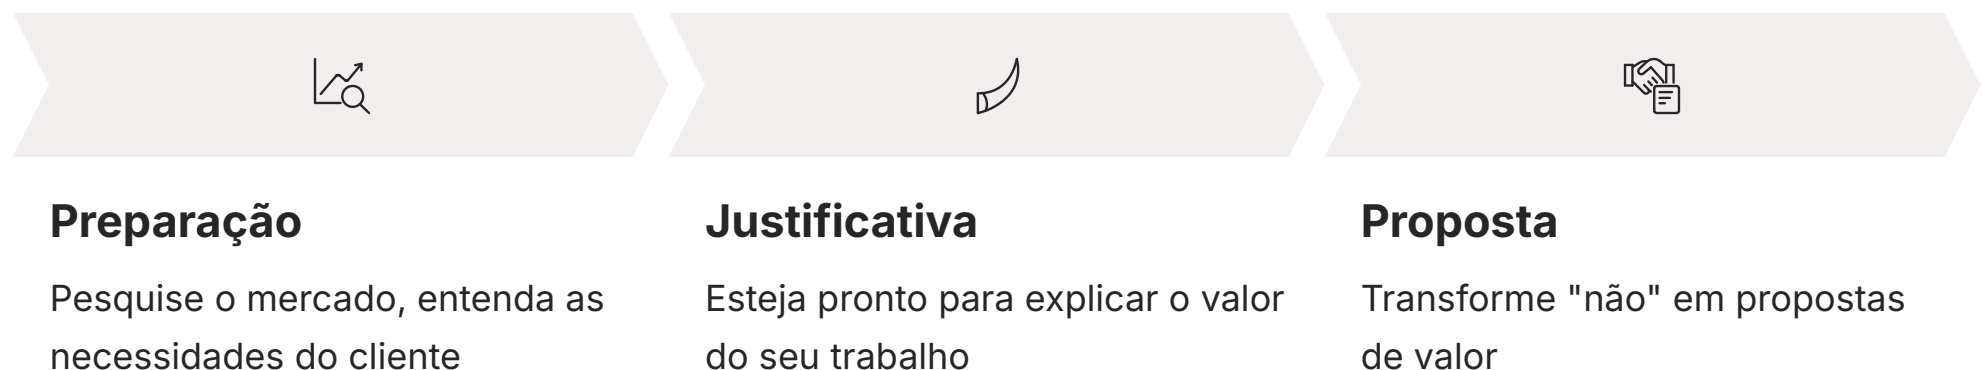 Preparação
Pesquise o mercado, entenda as
necessidades do cliente
Justificativa
Esteja pronto para explicar o valor
do seu trabalho
Proposta
Transforme "não" em propostas
de valor